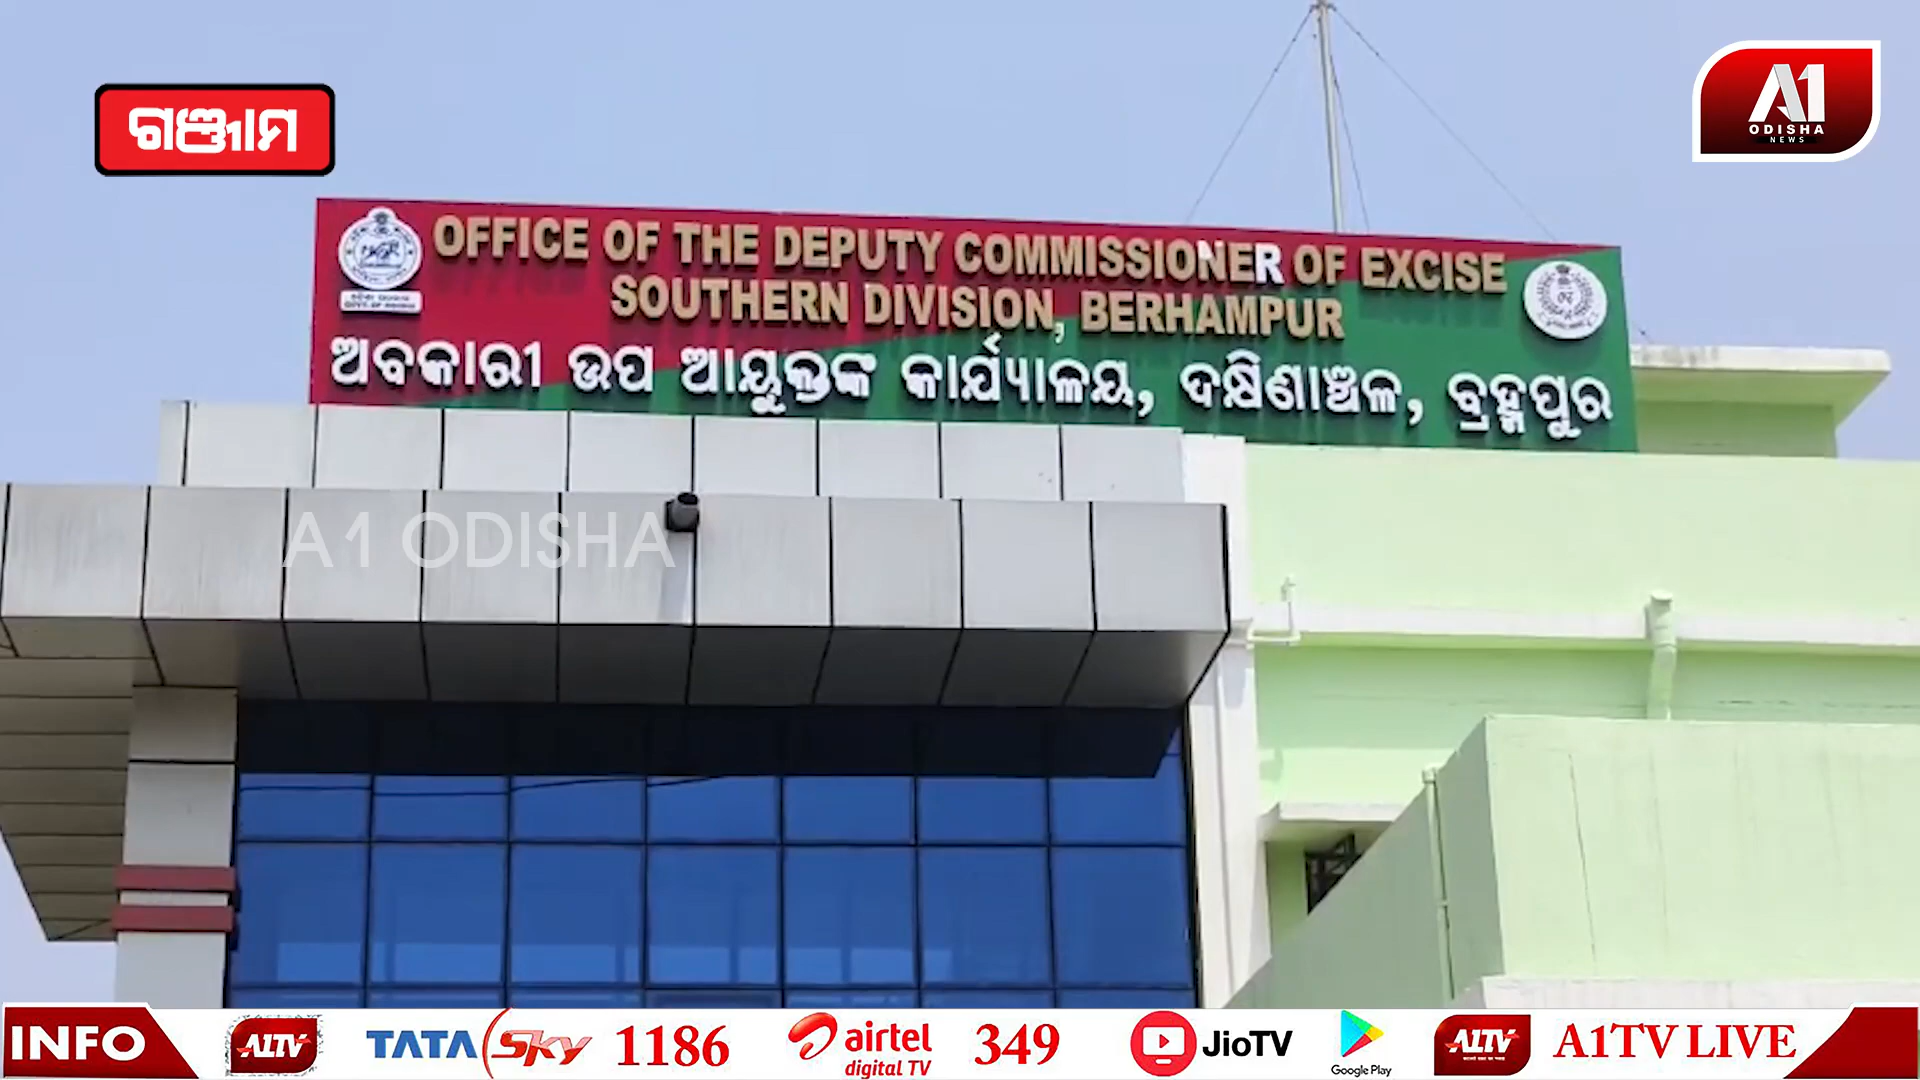 ଗଞ୍ଜାମ
A1
ODISHA
NEWS
OFFICE OF THE DEPUTY COMMISSIONER OF EXCISE
SOUTHERN DIVISION, BERHAMPUR
ଅବକାରୀ ଉପ ଆୟୁକ୍ତଙ୍କ କାର୍ଯ୍ୟାଳୟ, ଦକ୍ଷିଣାଞ୍ଚଳ, ବ୍ରହ୍ମପୁର
A1 ODISHA
INFO A1TV TATA Sky 1186 airtel digital TV 349 JioTV Google Play A1TV A1TV LIVE